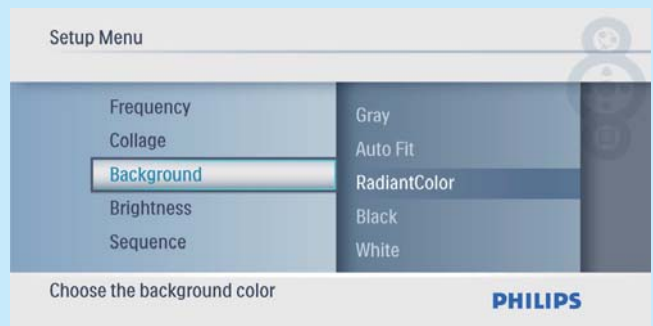 Setup Menu
Frequency
Collage
Background
Brightness
Sequence
Gray
Auto Fit
RadiantColor
Black
White
Choose the background color
PHILIPS